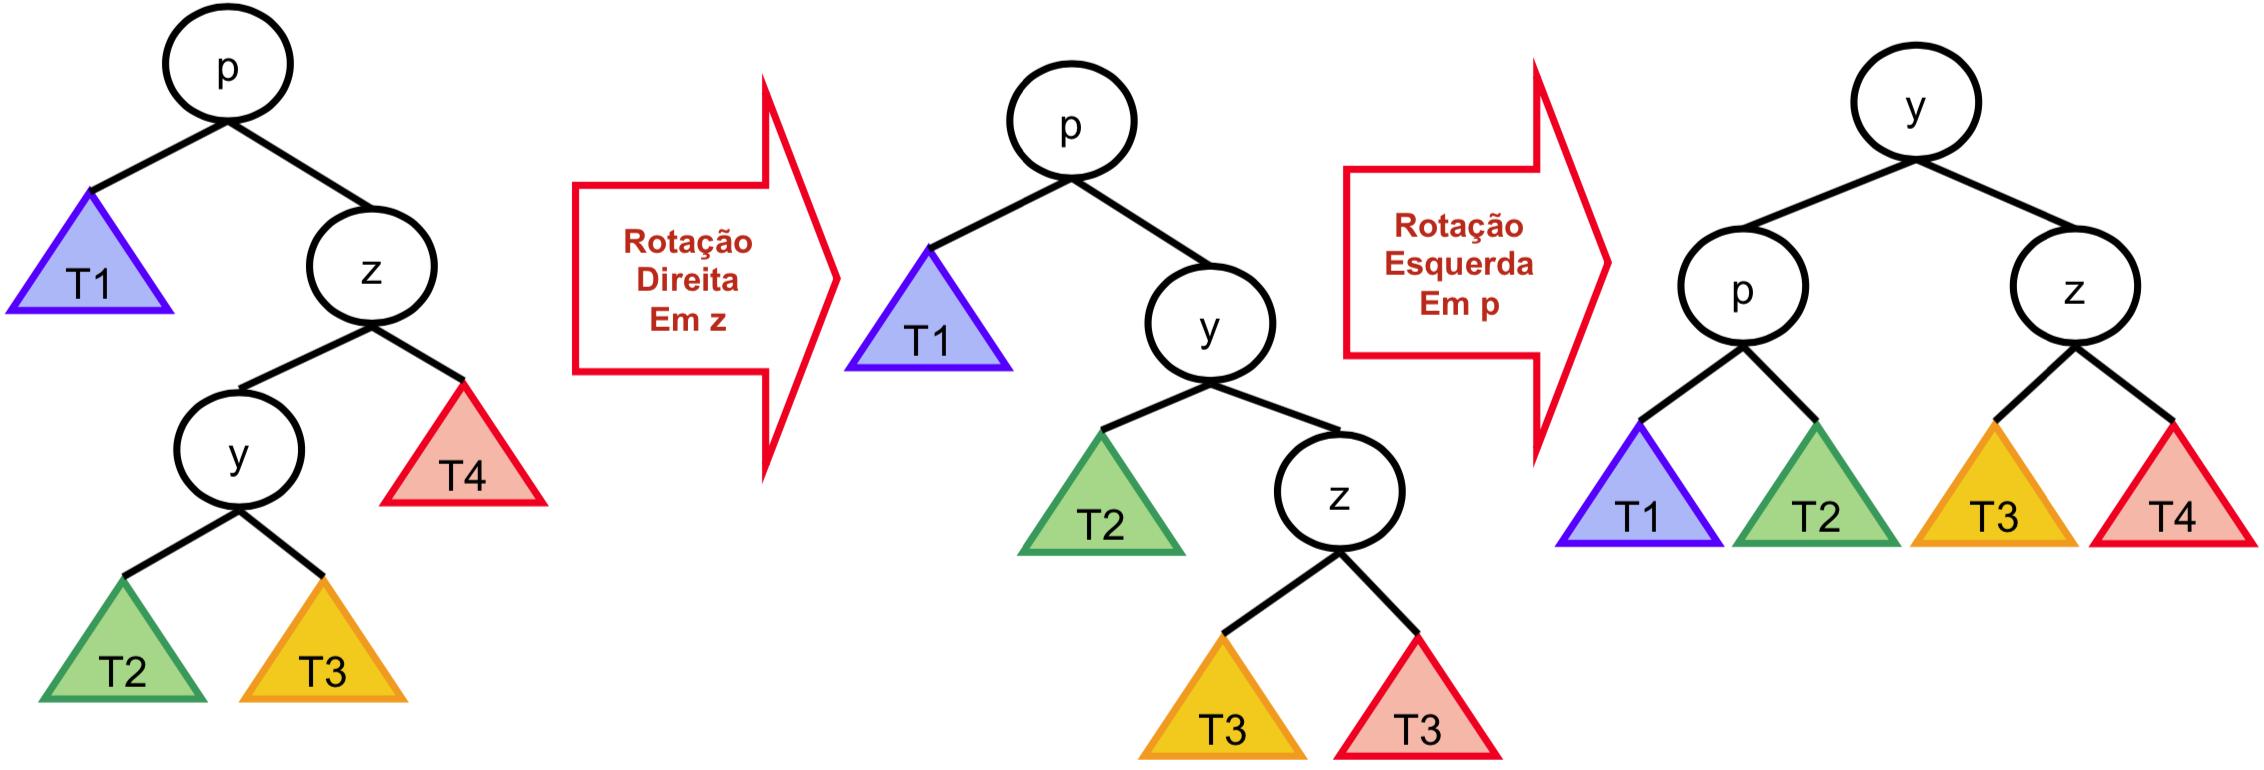 p
T1
z
y
T4
T2
T3
Rotação
Direita
Em z
p
T1
y
T2
z
T3
T3
Rotação
Esquerda
Em p
y
p
z
T1
T2
T3
T4